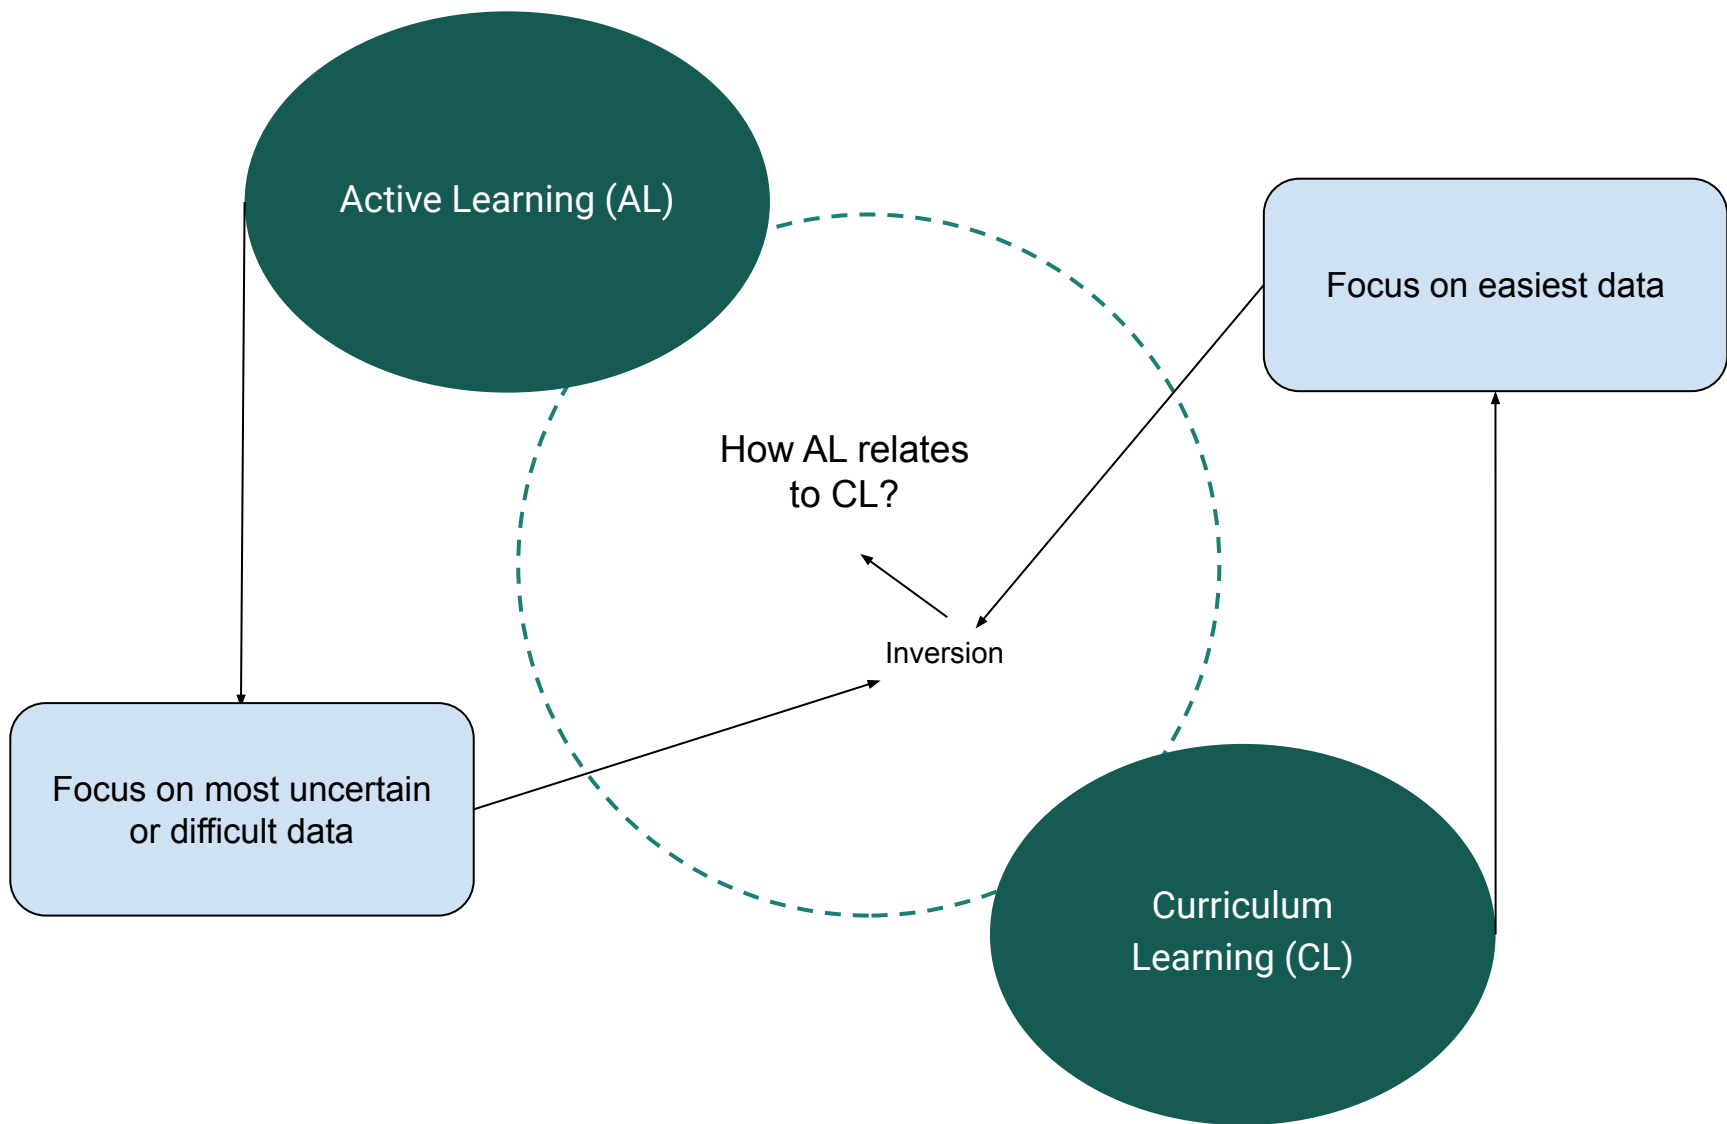 Active Learning (AL)
Focus on easiest data
How AL relates
to CL?
Inversion
Focus on most uncertain
or difficult data
Curriculum
Learning (CL)